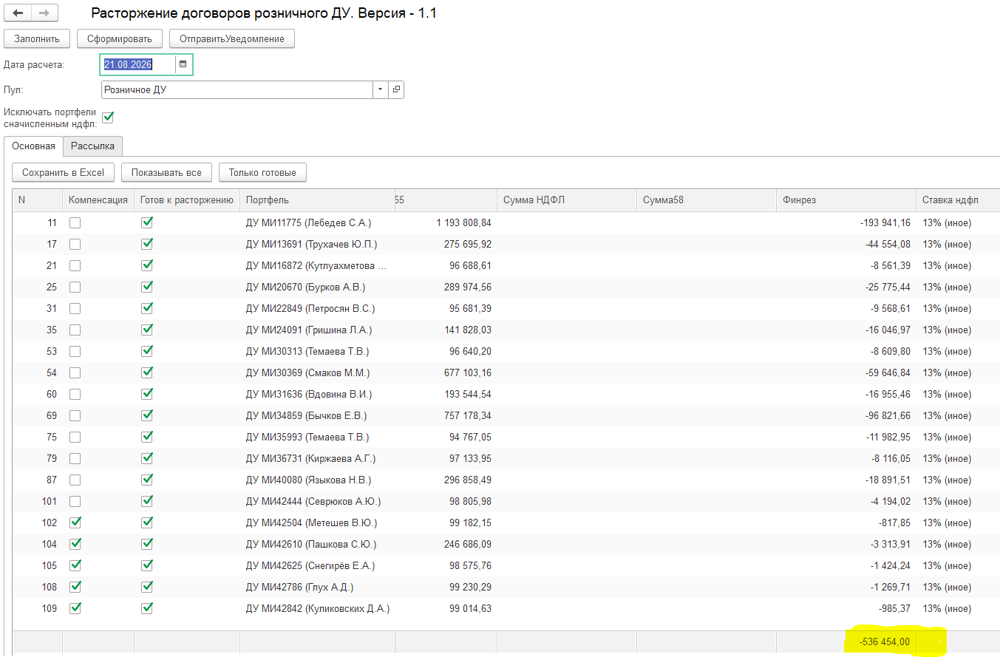 Расторжение договоров розничного ДУ. Версия - 1.1
Заполнить Сформировать ОтправитьУведомление
Дата расчета: 21.08.2026
Пул: Розничное ДУ
Исключать портфели
сначисленным ндфл:
Основная Рассылка
Сохранить в Excel Показывать все Только готовые
N Компенсация Готов к расторжению Портфель 55 Сумма НДФЛ Сумма58 Финрез Ставка ндфл
11 ДУ МИ11775 (Лебедев С.А.) 1 193 808,84 -193 941,16 13% (иное)
17 ДУ МИ13691 (Трухачев Ю.П.) 275 695,92 -44 554,08 13% (иное)
21 ДУ МИ16872 (Кутлуахметова ... 96 688,61 -8 561,39 13% (иное)
25 ДУ МИ20670 (Бурков А.В.) 289 974,56 -25 775,44 13% (иное)
31 ДУ МИ22849 (Петросян В.С.) 95 681,39 -9 568,61 13% (иное)
35 ДУ МИ24091 (Гришина Л.А.) 141 828,03 -16 046,97 13% (иное)
53 ДУ МИ30313 (Темаева Т.В.) 96 640,20 -8 609,80 13% (иное)
54 ДУ МИ30369 (Смаков М.М.) 677 103,16 -59 646,84 13% (иное)
60 ДУ МИ31636 (Вдовина В.И.) 193 544,54 -16 955,46 13% (иное)
69 ДУ МИ34859 (Бычков Е.В.) 757 178,34 -96 821,66 13% (иное)
75 ДУ МИ35993 (Темаева Т.В.) 94 767,05 -11 982,95 13% (иное)
79 ДУ МИ36731 (Киржаева А.Г.) 97 133,95 -8 116,05 13% (иное)
87 ДУ МИ40080 (Языкова Н.В.) 296 858,49 -18 891,51 13% (иное)
101 ДУ МИ42444 (Севрюков А.Ю.) 98 805,98 -4 194,02 13% (иное)
102 ДУ МИ42504 (Метешев В.Ю.) 99 182,15 -817,85 13% (иное)
104 ДУ МИ42610 (Пашкова С.Ю.) 246 686,09 -3 313,91 13% (иное)
105 ДУ МИ42625 (Снегирёв Е.А.) 98 575,76 -1 424,24 13% (иное)
108 ДУ МИ42786 (Глух А.Д.) 99 230,29 -1 269,71 13% (иное)
109 ДУ МИ42842 (Куликовских Д.А.) 99 014,63 -985,37 13% (иное)
-536 454,00